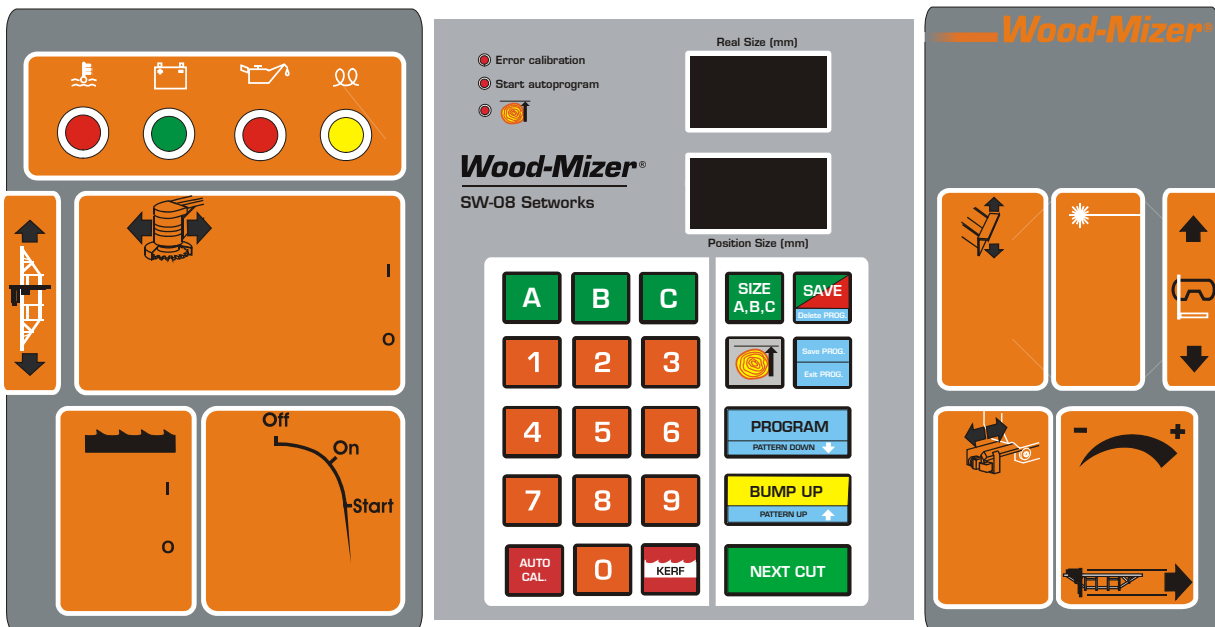 I
O
I
O
Off
On
Start
Real Size (mm)
Error calibration
Start autoprogram
Wood-Mizer®
SW-08 Setworks
Position Size (mm)
A B C
1 2 3
4 5 6
7 8 9
AUTO
CAL.
0
KERF
SIZE
A,B,C
SAVE
Delete PROG.
Save PROG.
Exit PROG.
PROGRAM
PATTERN DOWN
BUMP UP
PATTERN UP
NEXT CUT
Wood-Mizer®
- +